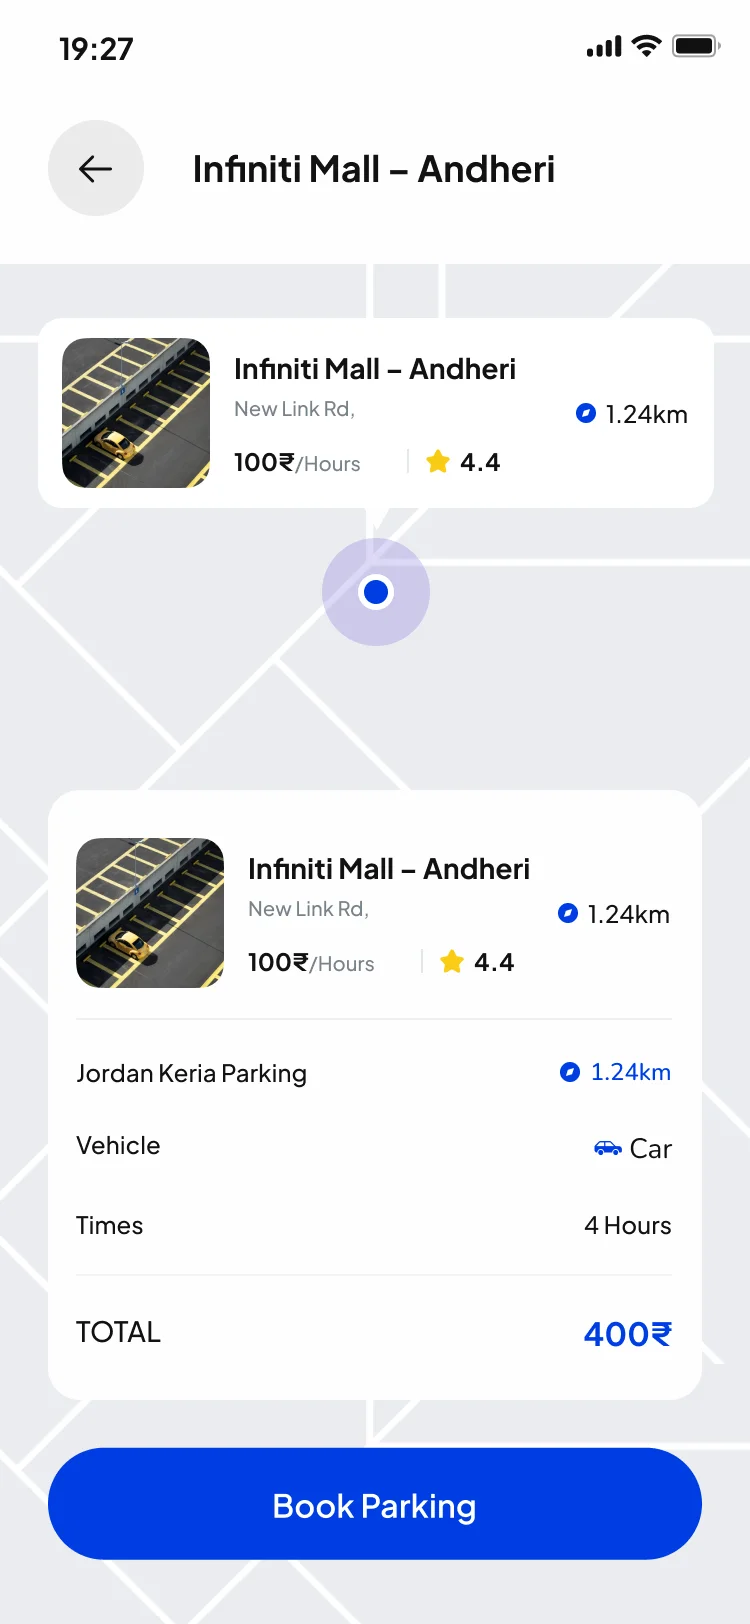 19:27
Infiniti Mall – Andheri
Infiniti Mall – Andheri
New Link Rd,
1.24km
100₹/Hours
4.4
Infiniti Mall – Andheri
New Link Rd,
1.24km
100₹/Hours
4.4
Jordan Keria Parking 1.24km
Vehicle Car
Times 4 Hours
TOTAL 400₹
Book Parking